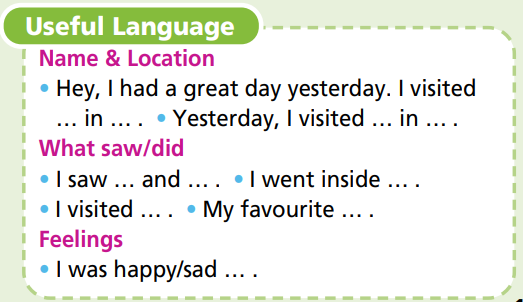 Useful Language
Name & Location
• Hey, I had a great day yesterday. I visited
... in ... . • Yesterday, I visited ... in ... .
What saw/did
• I saw ... and ... . • I went inside ... .
• I visited ... . • My favourite ... .
Feelings
• I was happy/sad ... .